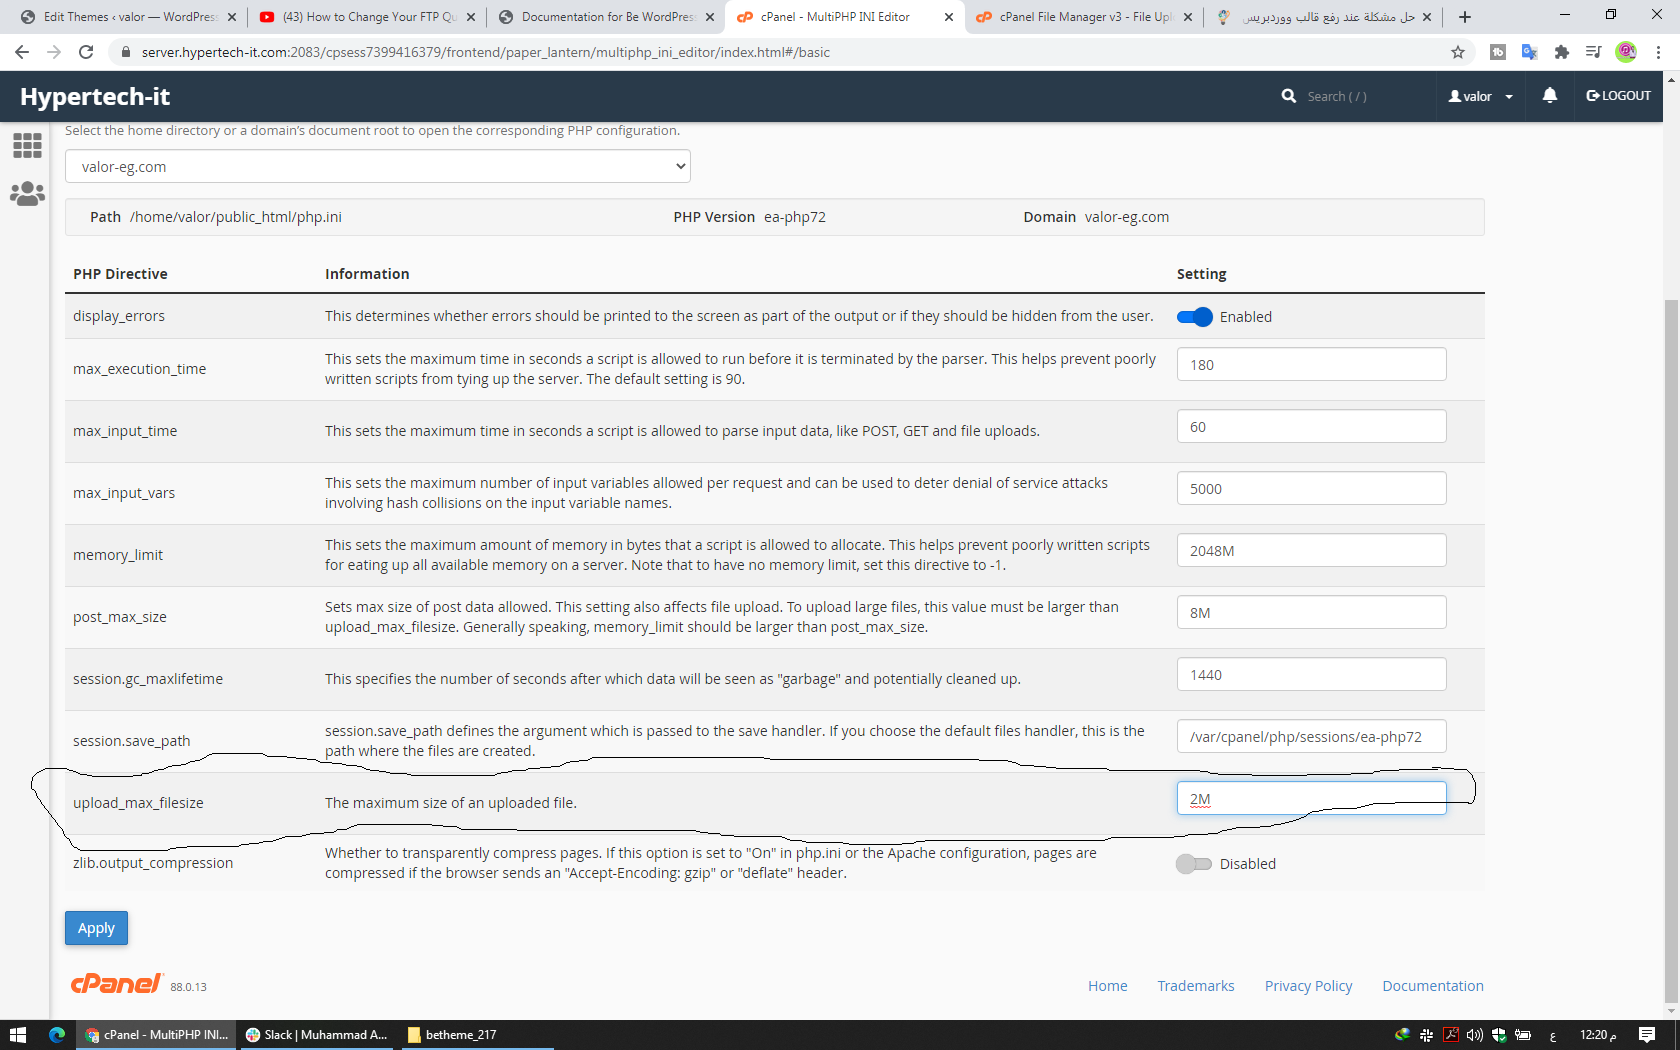 Edit Themes ‹ valor — WordPress
(43) How to Change Your FTP Qu
Documentation for Be WordPress
cPanel - MultiPHP INI Editor
cPanel File Manager v3 - File Upl
حل مشكلة عند رفع قالب ووردبريس
server.hypertech-it.com:2083/cpsess7399416379/frontend/paper_lantern/multiphp_ini_editor/index.html#/basic
Hypertech-it
Search ( / )
valor
LOGOUT
Select the home directory or a domain’s document root to open the corresponding PHP configuration.
valor-eg.com
Path /home/valor/public_html/php.ini PHP Version ea-php72 Domain valor-eg.com
PHP Directive Information Setting
display_errors This determines whether errors should be printed to the screen as part of the output or if they should be hidden from the user. Enabled
max_execution_time
This sets the maximum time in seconds a script is allowed to run before it is terminated by the parser. This helps prevent poorly
written scripts from tying up the server. The default setting is 90.
180
max_input_time This sets the maximum time in seconds a script is allowed to parse input data, like POST, GET and file uploads. 60
max_input_vars
This sets the maximum number of input variables allowed per request and can be used to deter denial of service attacks
involving hash collisions on the input variable names.
5000
memory_limit
This sets the maximum amount of memory in bytes that a script is allowed to allocate. This helps prevent poorly written scripts
for eating up all available memory on a server. Note that to have no memory limit, set this directive to -1.
2048M
post_max_size
Sets max size of post data allowed. This setting also affects file upload. To upload large files, this value must be larger than
upload_max_filesize. Generally speaking, memory_limit should be larger than post_max_size.
8M
session.gc_maxlifetime This specifies the number of seconds after which data will be seen as "garbage" and potentially cleaned up. 1440
session.save_path
session.save_path defines the argument which is passed to the save handler. If you choose the default files handler, this is the
path where the files are created.
/var/cpanel/php/sessions/ea-php72
upload_max_filesize The maximum size of an uploaded file. 2M
zlib.output_compression
Whether to transparently compress pages. If this option is set to "On" in php.ini or the Apache configuration, pages are
compressed if the browser sends an "Accept-Encoding: gzip" or "deflate" header.
Disabled
Apply
cPanel 88.0.13
Home Trademarks Privacy Policy Documentation
cPanel - MultiPHP INI...
Slack | Muhammad A...
betheme_217
ع
12:20 م